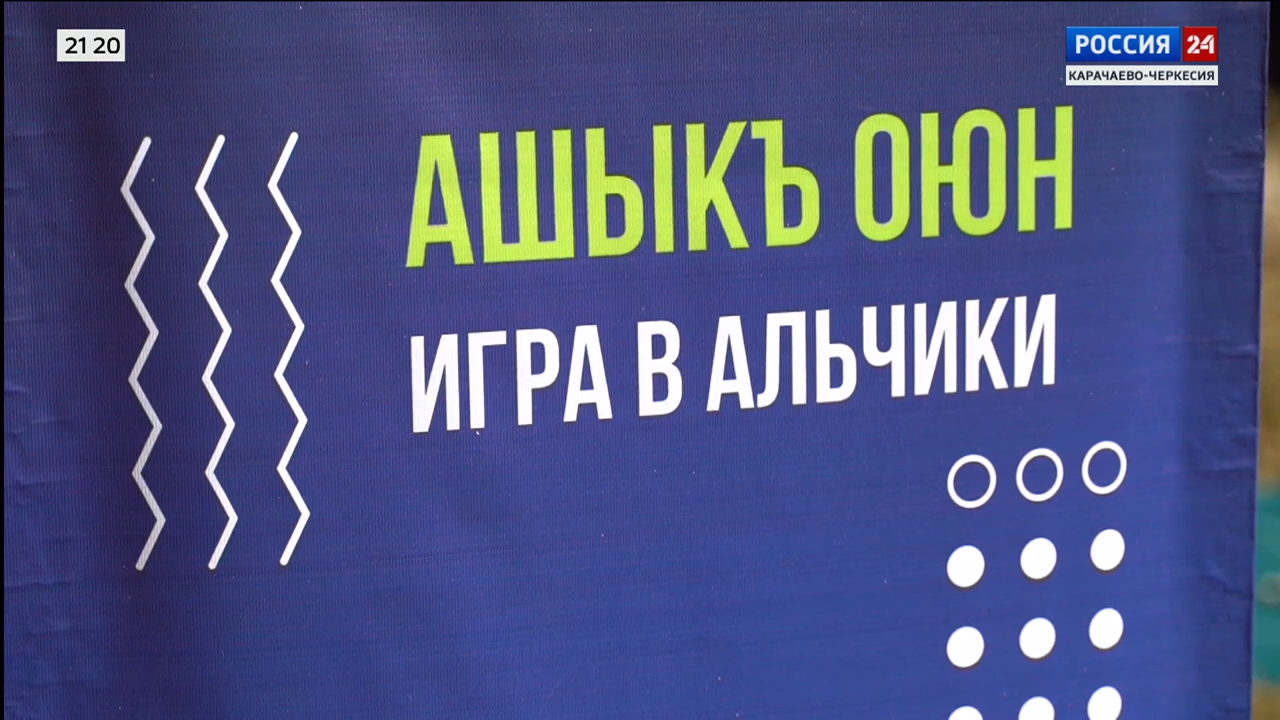 21 20
РОССИЯ 24
КАРАЧАЕВО-ЧЕРКЕСИЯ
АШЫКЪ ОЮН
ИГРА В АЛЬЧИКИ